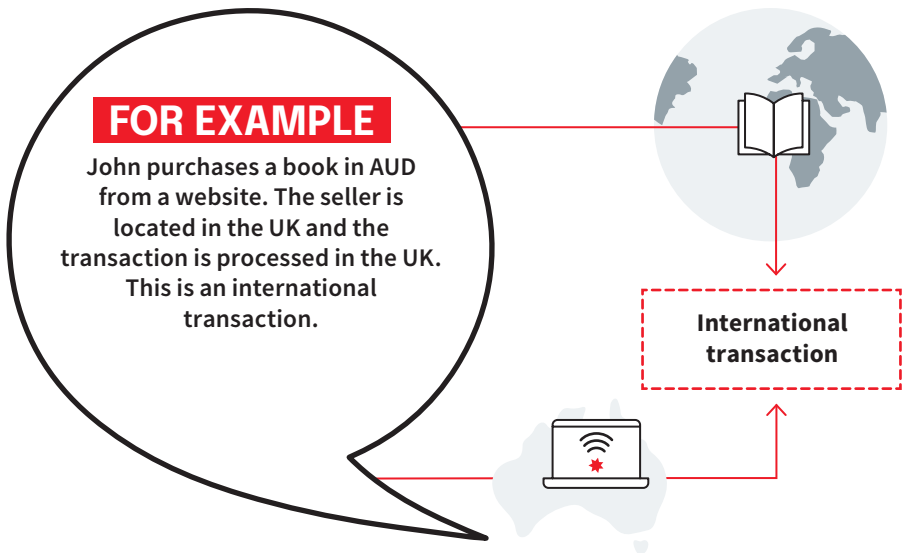 FOR EXAMPLE
John purchases a book in AUD
from a website. The seller is
located in the UK and the
transaction is processed in the UK.
This is an international
transaction.
International
transaction